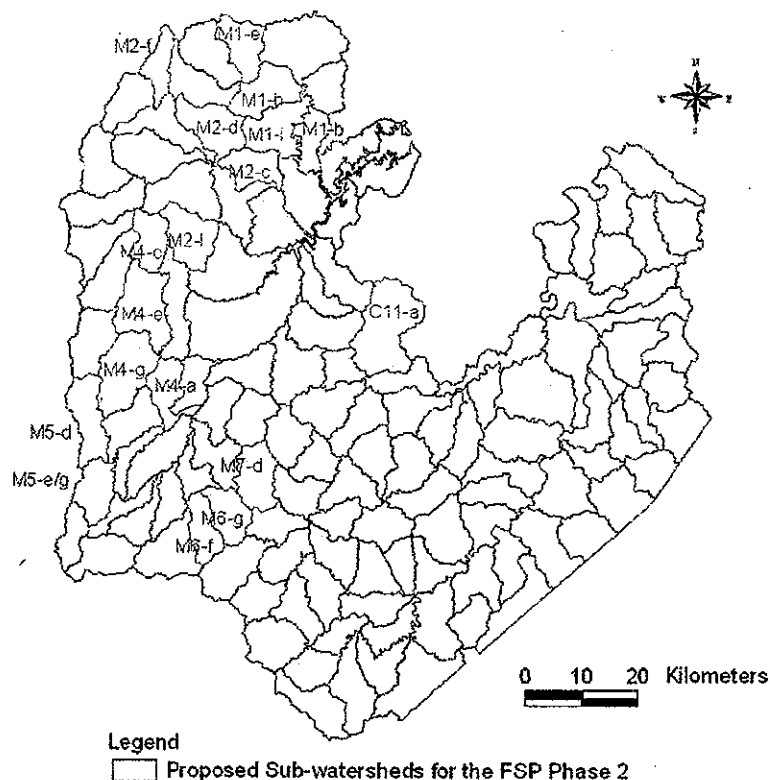 M1-e
M2-f
M1-h
M2-d
M1-i
M1-b
M2-c
M4-c
M2-i
M4-e
C11-a
M4-g
M4-a
M5-d
M7-d
M5-e/g
M6-g
M6-f
0 10 20 Kilometers
Legend
Proposed Sub-watersheds for the FSP Phase 2